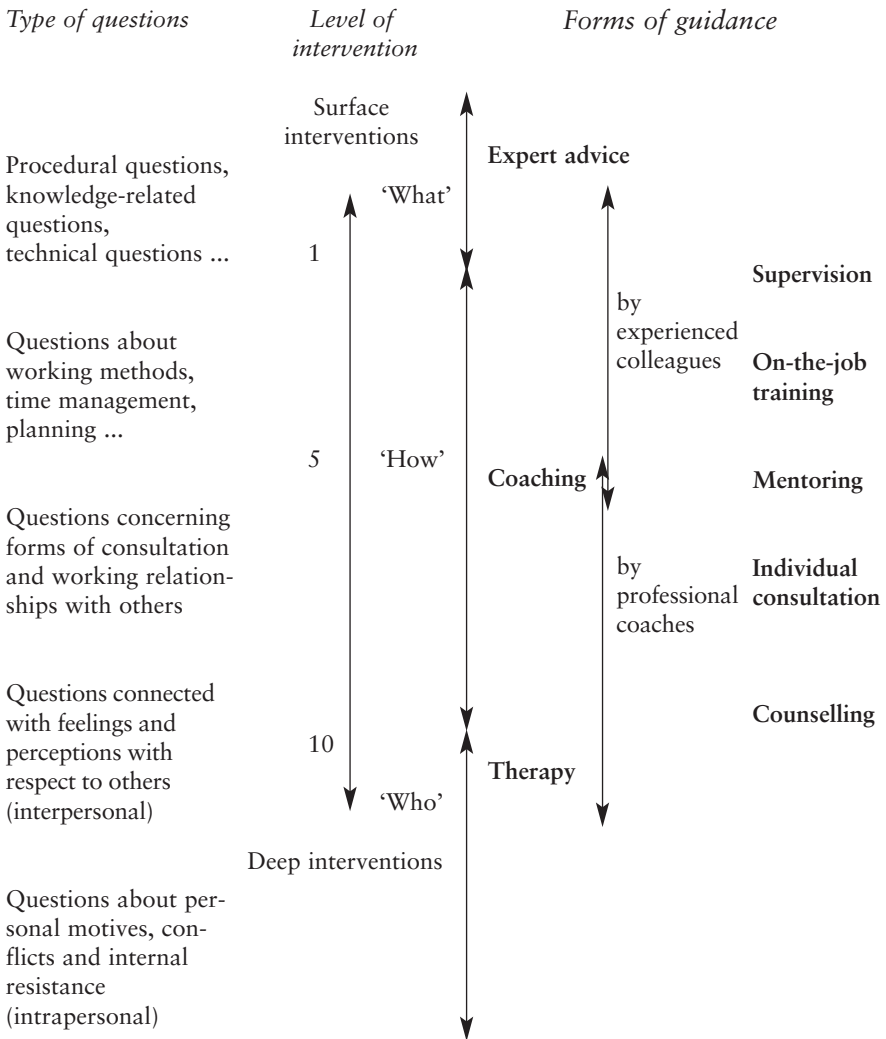 Type of questions
Level of
intervention
Forms of guidance
Surface
interventions
Expert advice
Procedural questions,
knowledge-related
questions,
technical questions ...
‘What’
1
Supervision
by
experienced
colleagues
Questions about
working methods,
time management,
planning ...
On-the-job
training
5
‘How’
Coaching
Mentoring
Questions concerning
forms of consultation
and working relation-
ships with others
by
professional
coaches
Individual
consultation
Questions connected
with feelings and
perceptions with
respect to others
(interpersonal)
Counselling
10
Therapy
‘Who’
Deep interventions
Questions about per-
sonal motives, con-
flicts and internal
resistance
(intrapersonal)